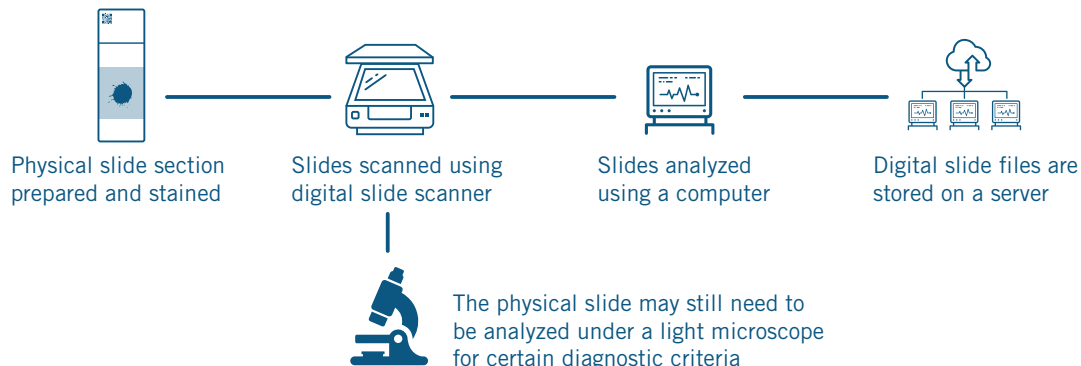 Physical slide section
prepared and stained
Slides scanned using
digital slide scanner
Slides analyzed
using a computer
Digital slide files are
stored on a server
The physical slide may still need to
be analyzed under a light microscope
for certain diagnostic criteria